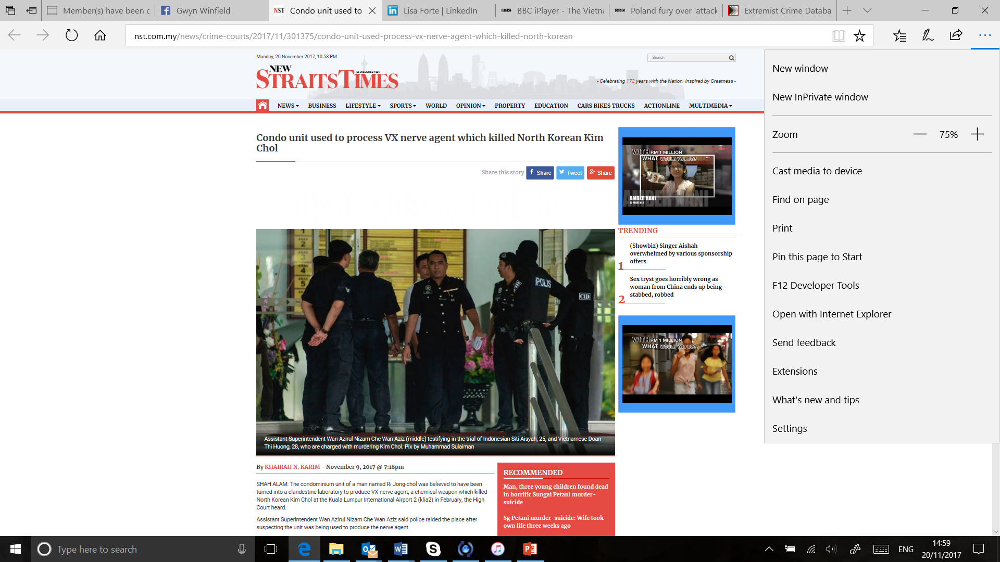 Member(s) have been c
Gwyn Winfield
NST Condo unit used to
Lisa Forte | LinkedIn
BBC BBC iPlayer - The Vietn
BBC Poland fury over 'attack
Extremist Crime Databa
nst.com.my/news/crime-courts/2017/11/301375/condo-unit-used-process-vx-nerve-agent-which-killed-north-korean
Monday, 20 November 2017, 10:58 PM
Search
NEW
STRAITS TIMES
ESTABLISHED 1845
- Celebrating 172 years with the Nation. Inspired by Greatness -
NEWS BUSINESS LIFESTYLE SPORTS WORLD OPINION PROPERTY EDUCATION CARS BIKES TRUCKS ACTIONLINE MULTIMEDIA
Condo unit used to process VX nerve agent which killed North Korean Kim
Chol
Share this story f Share Tweet 8+ Share
1
2
3
4
5
POLIS
CID
Assistant Superintendent Wan Azirul Nizam Che Wan Aziz (middle) testifying in the trial of Indonesian Siti Aisyah, 25, and Vietnamese Doan
Thi Huong, 28, who are charged with murdering Kim Chol. Pix by Muhammad Sulaiman
By KHAIRAH N. KARIM - November 9, 2017 @ 7:18pm
SHAH ALAM: The condominium unit of a man named Ri Jong-chol was believed to have been
turned into a clandestine laboratory to produce VX nerve agent, a chemical weapon which killed
North Korean Kim Chol at the Kuala Lumpur International Airport 2 (klia2) in February, the High
Court heard.
Assistant Superintendent Wan Azirul Nizam Che Wan Aziz said police raided the place after
suspecting the unit was being used to produce the nerve agent.
RECOMMENDED
Man, three young children found dead
in horrific Sungai Petani murder-
suicide
Sg Petani murder-suicide: Wife took
own life three weeks ago
WITH RM 1 MILLION
WHAT WOULD YOU DO?
AMBER HANI
12 YEARS OLD
TRENDING
(Showbiz) Singer Aishah
overwhelmed by various sponsorship
offers
1
Sex tryst goes horribly wrong as
woman from China ends up being
stabbed, robbed
2
WITH RM 1 MILLION
WHAT WOULD YOU DO?
New window
New InPrivate window
Zoom 75%
Cast media to device
Find on page
Print
Pin this page to Start
F12 Developer Tools
Open with Internet Explorer
Send feedback
Extensions
What's new and tips
Settings
Type here to search
ENG
14:59
20/11/2017